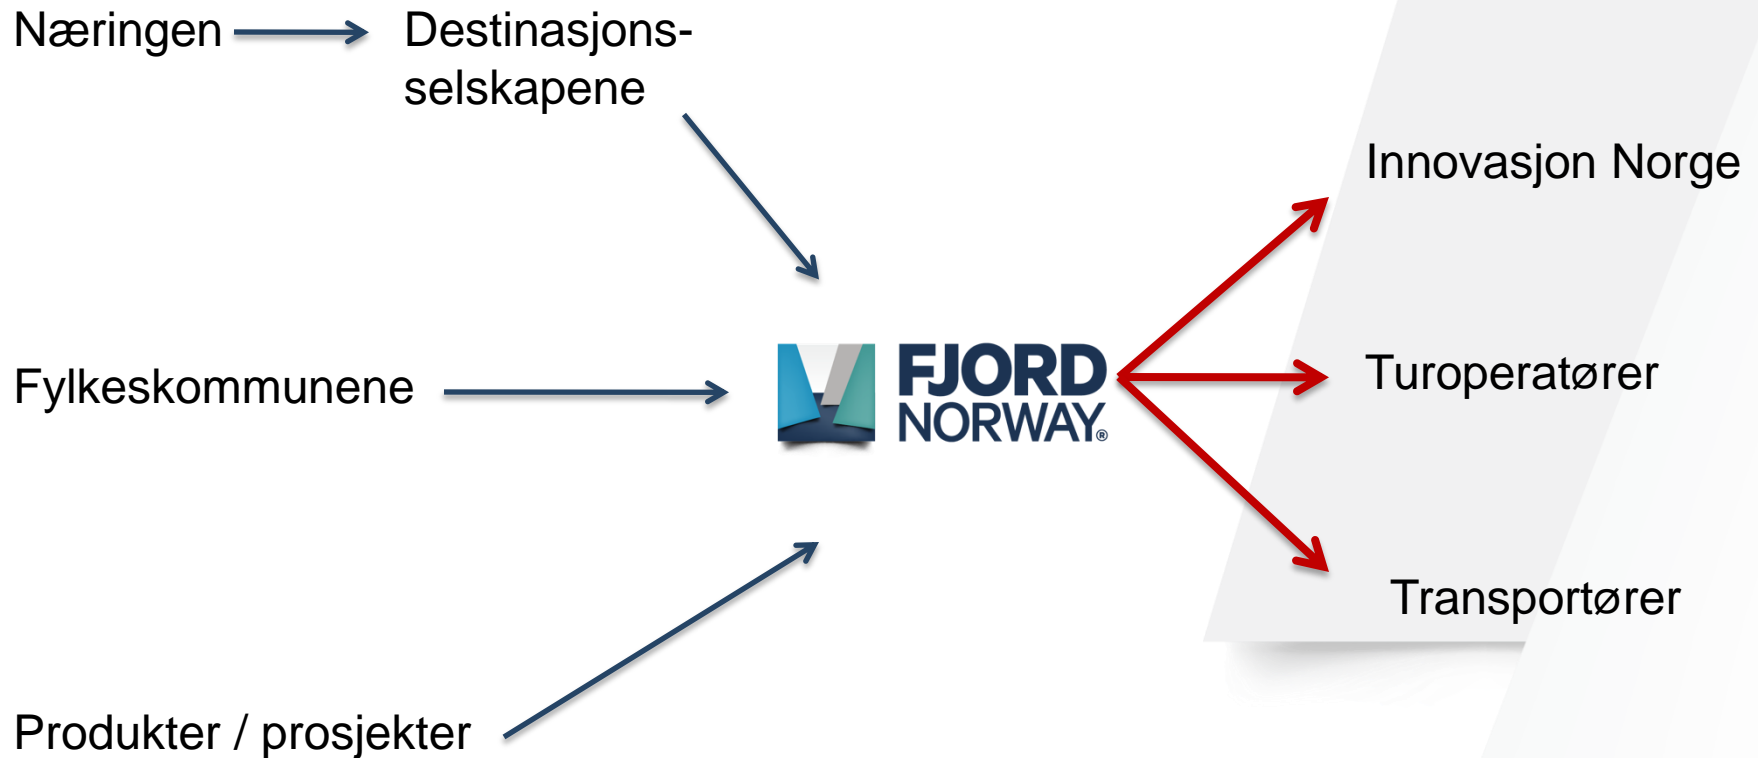 Næringen
Destinasjons-
selskapene
Innovasjon Norge
Fylkeskommunene
FJORD
NORWAY®
Turoperatører
Transportører
Produkter / prosjekter